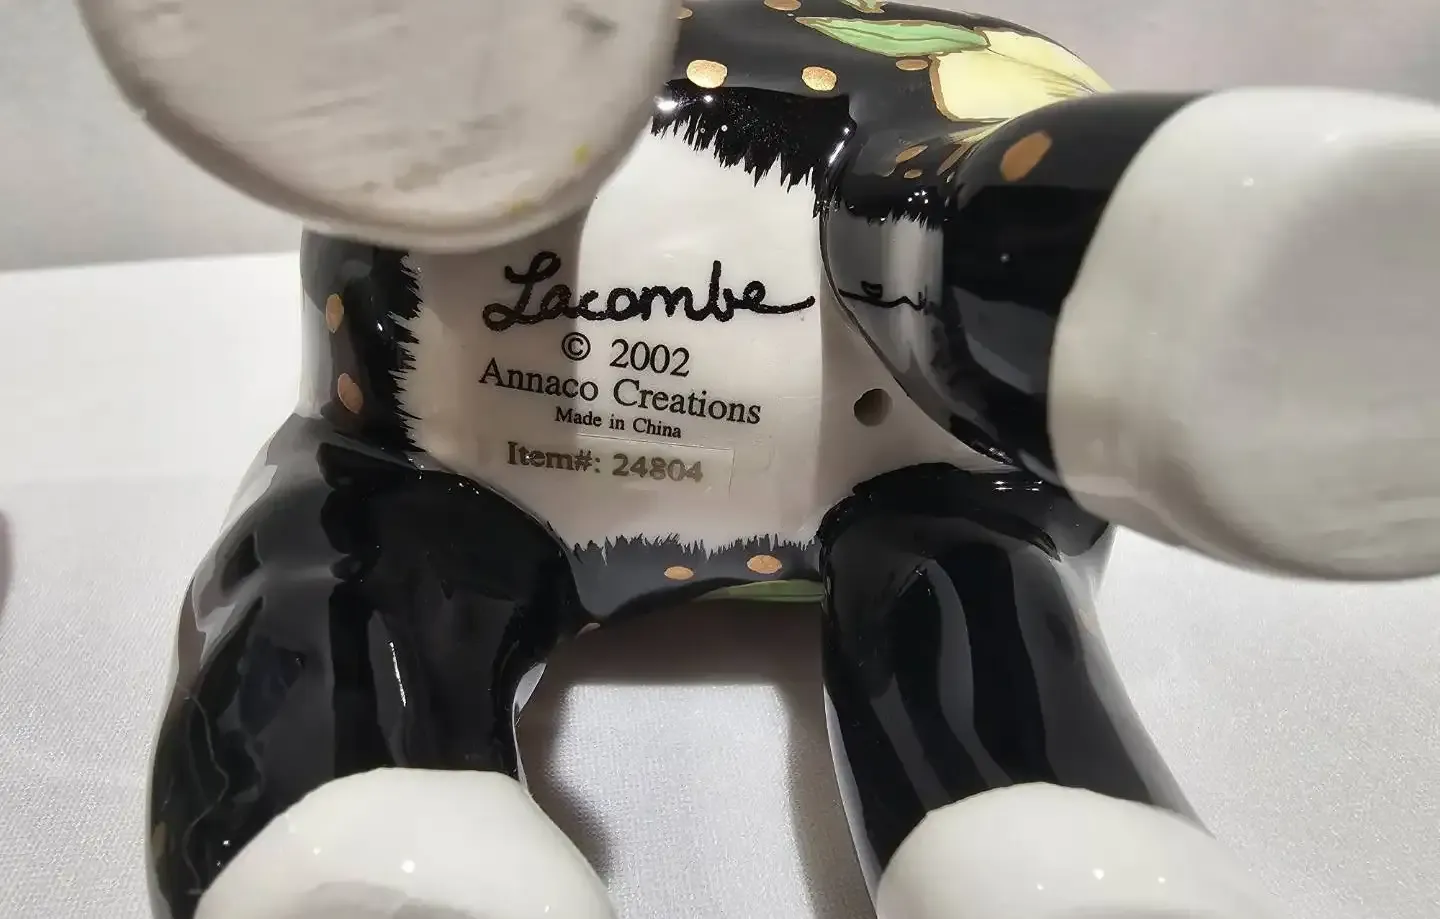 Lacombe
© 2002
Annaco Creations
Made in China
Item#: 24804